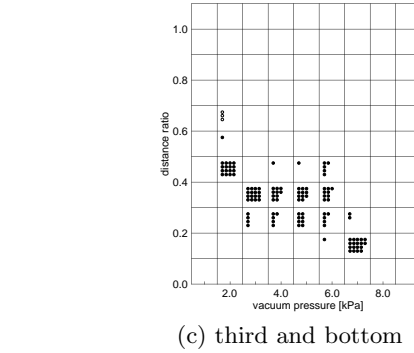 1.0
0.8
distance ratio
0.6
0.4
0.2
0.0
2.0 4.0 6.0 8.0
vacuum pressure [kPa]
(c) third and bottom